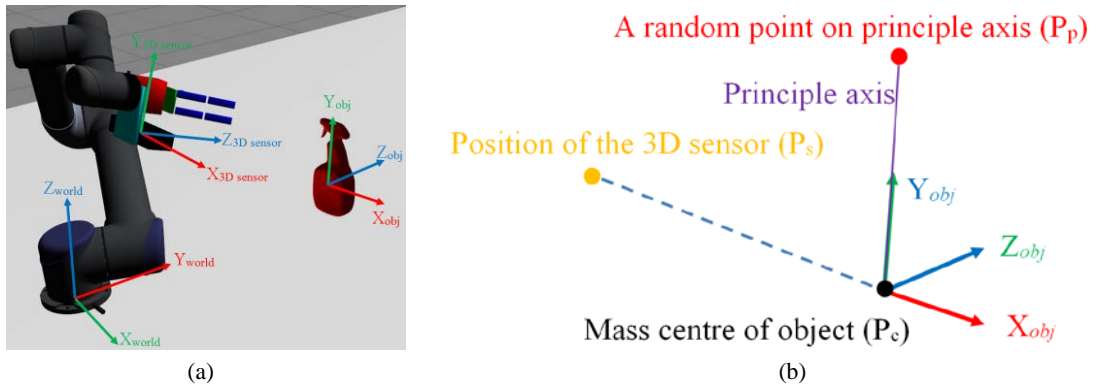 Y3D sensor
Yobj
Z3D sensor
Zobj
X3D sensor
Zworld
Xobj
Yworld
Xworld
(a)
A random point on principle axis (Pp)
Principle axis
Position of the 3D sensor (Ps)
Yobj
Zobj
Mass centre of object (Pc)
Xobj
(b)